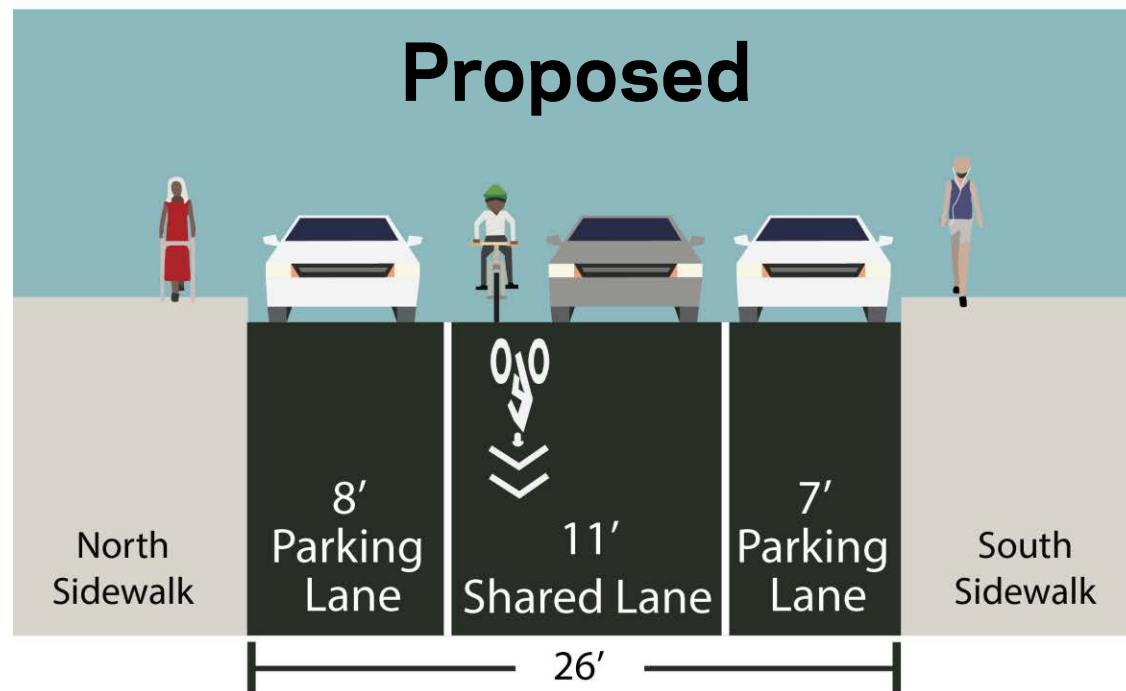 Proposed
North
Sidewalk
8′
Parking
Lane
11′
Shared Lane
7′
Parking
Lane
South
Sidewalk
26′